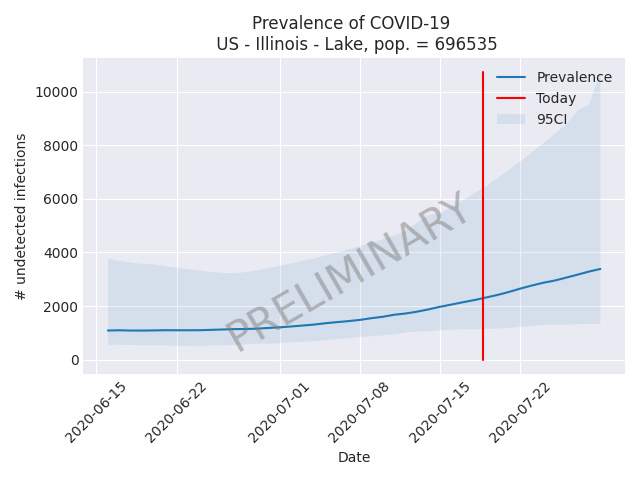 Prevalence of COVID-19
US - Illinois - Lake, pop. = 696535
10000
8000
6000
4000
2000
0
# undetected infections
Prevalence
Today
95CI
PRELIMINARY
2020-06-15
2020-06-22
2020-07-01
2020-07-08
2020-07-15
2020-07-22
Date